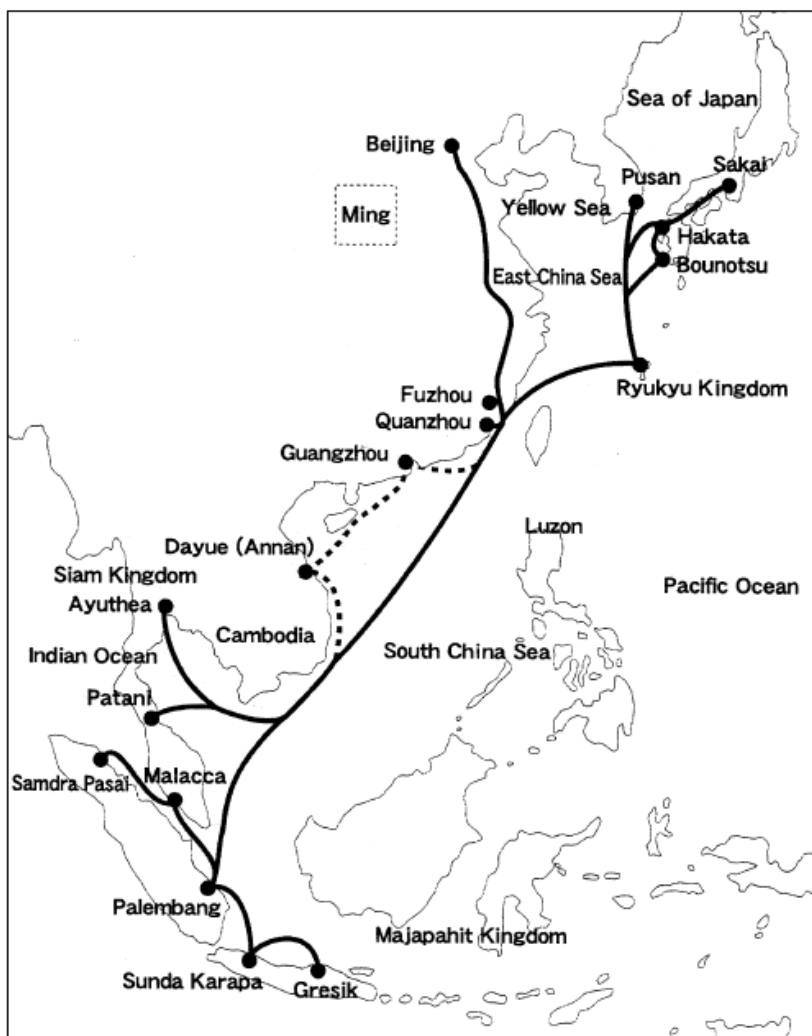 Sea of Japan
Beijing
Sakai
Pusan
Ming
Yellow Sea
Hakata
Bounotsu
East China Sea
Ryukyu Kingdom
Fuzhou
Quanzhou
Guangzhou
Luzon
Dayue (Annan)
Siam Kingdom
Pacific Ocean
Ayuthea
Cambodia
Indian Ocean
South China Sea
Patani
Malacca
Samdra Pasai
Palembang
Majapahit Kingdom
Sunda Karapa
Gresik